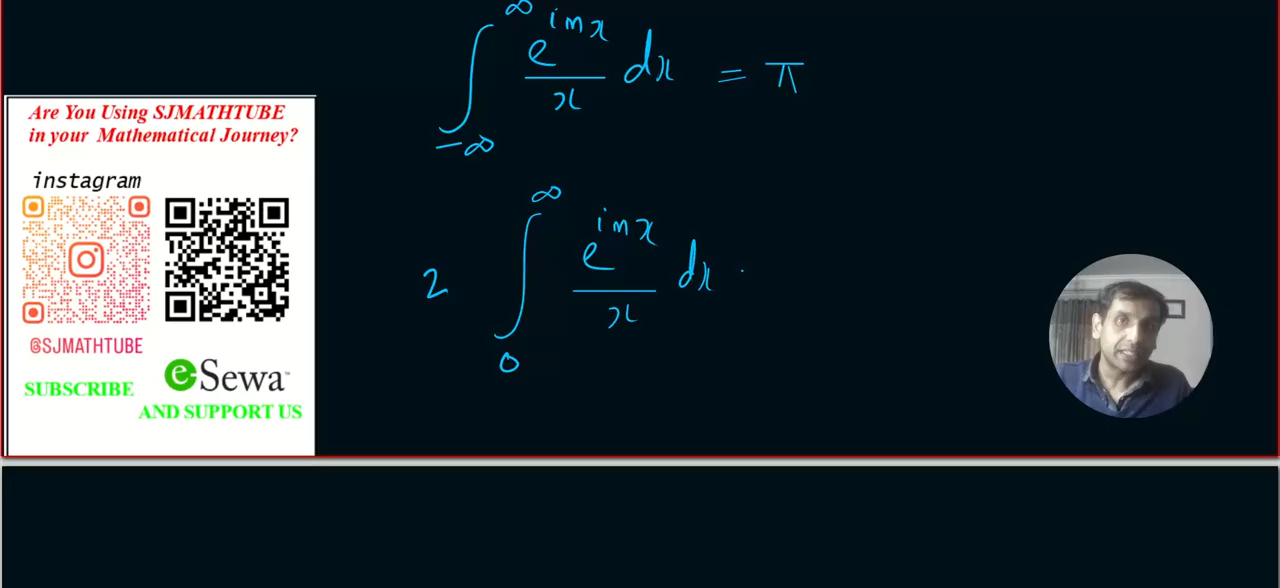 ∫_{-∞}^{∞} e^{imx}/x dx = π
Are You Using SJMATHTUBE
in your Mathematical Journey?
instagram
2 ∫_{0}^{∞} e^{imx}/x dx
@SJMATHTUBE
e-Sewa™
SUBSCRIBE
AND SUPPORT US